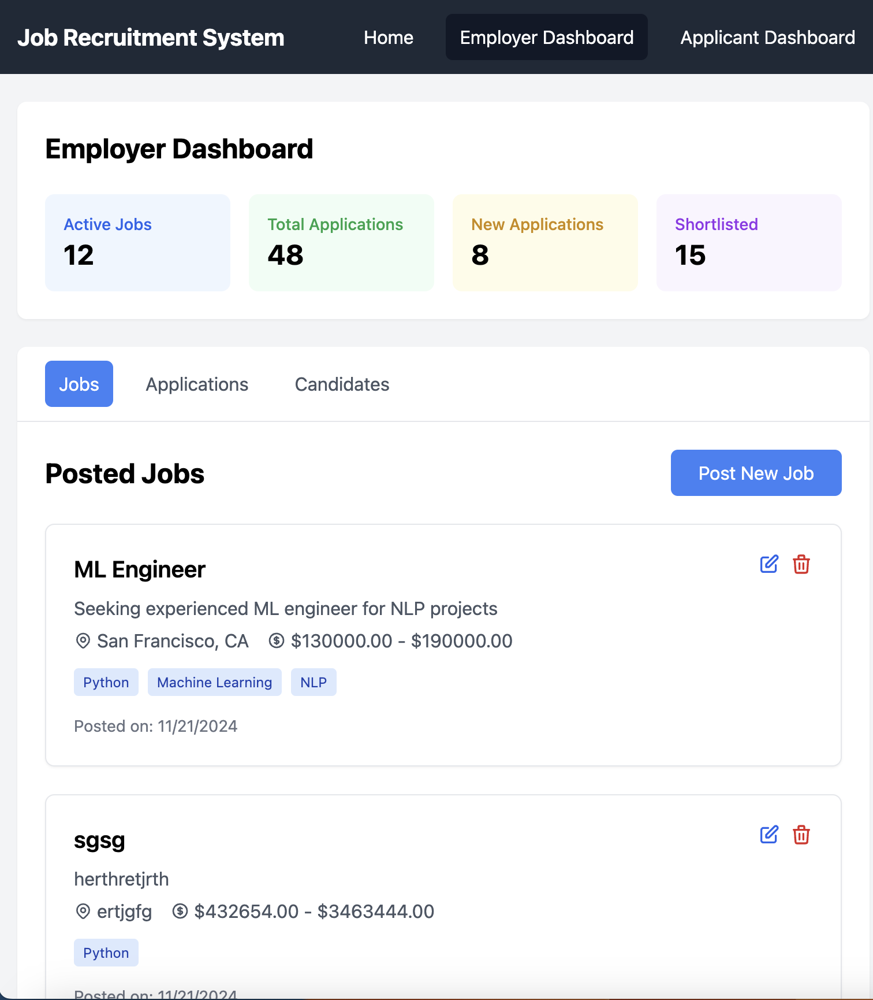 Job Recruitment System Home Employer Dashboard Applicant Dashboard
Employer Dashboard
Active Jobs Total Applications New Applications Shortlisted
12 48 8 15
Jobs Applications Candidates
Posted Jobs Post New Job
ML Engineer
Seeking experienced ML engineer for NLP projects
San Francisco, CA $130000.00 - $190000.00
Python Machine Learning NLP
Posted on: 11/21/2024
sgsg
herthretjrth
ertjgfg $432654.00 - $3463444.00
Python
Posted on: 11/21/2024